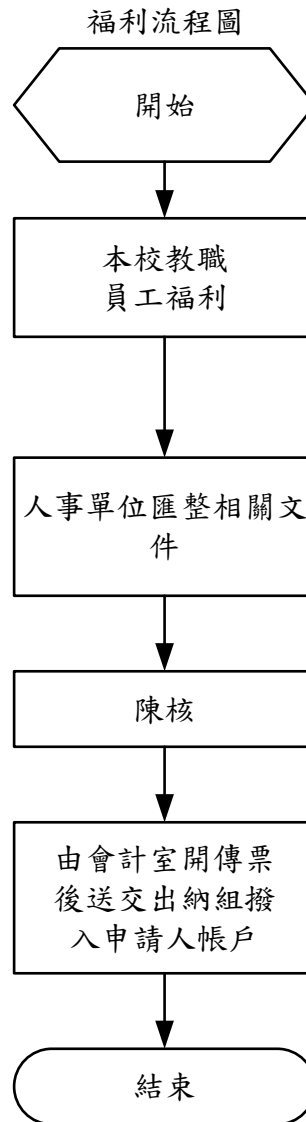 福利流程圖
開始
本校教職
員工福利
人事單位匯整相關文
件
陳核
由會計室開傳票
後送交出納組撥
入申請人帳戶
結束